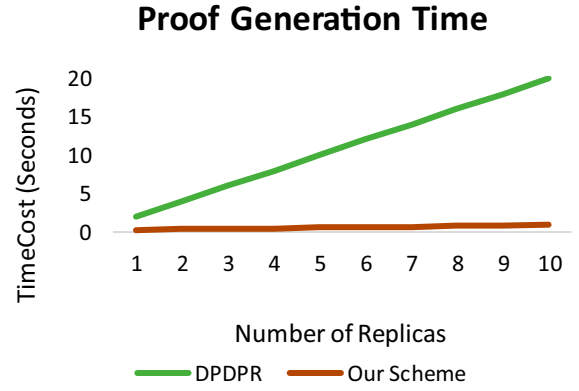 Proof Generation Time
TimeCost (Seconds)
20
15
10
5
0
1 2 3 4 5 6 7 8 9 10
Number of Replicas
DPDPR Our Scheme